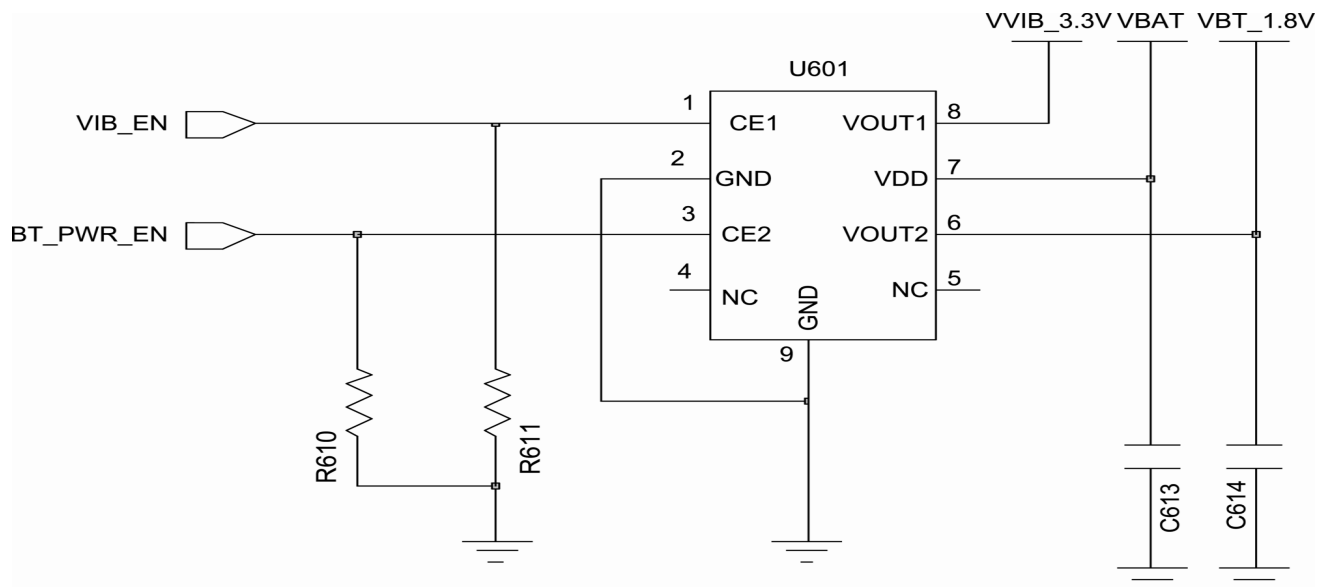 VVIB_3.3V VBAT VBT_1.8V
U601
VIB_EN
1
CE1
VOUT1
8
2
GND
VDD
7
BT_PWR_EN
3
CE2
VOUT2
6
4
NC
GND
NC
5
9
R610
R611
C613
C614